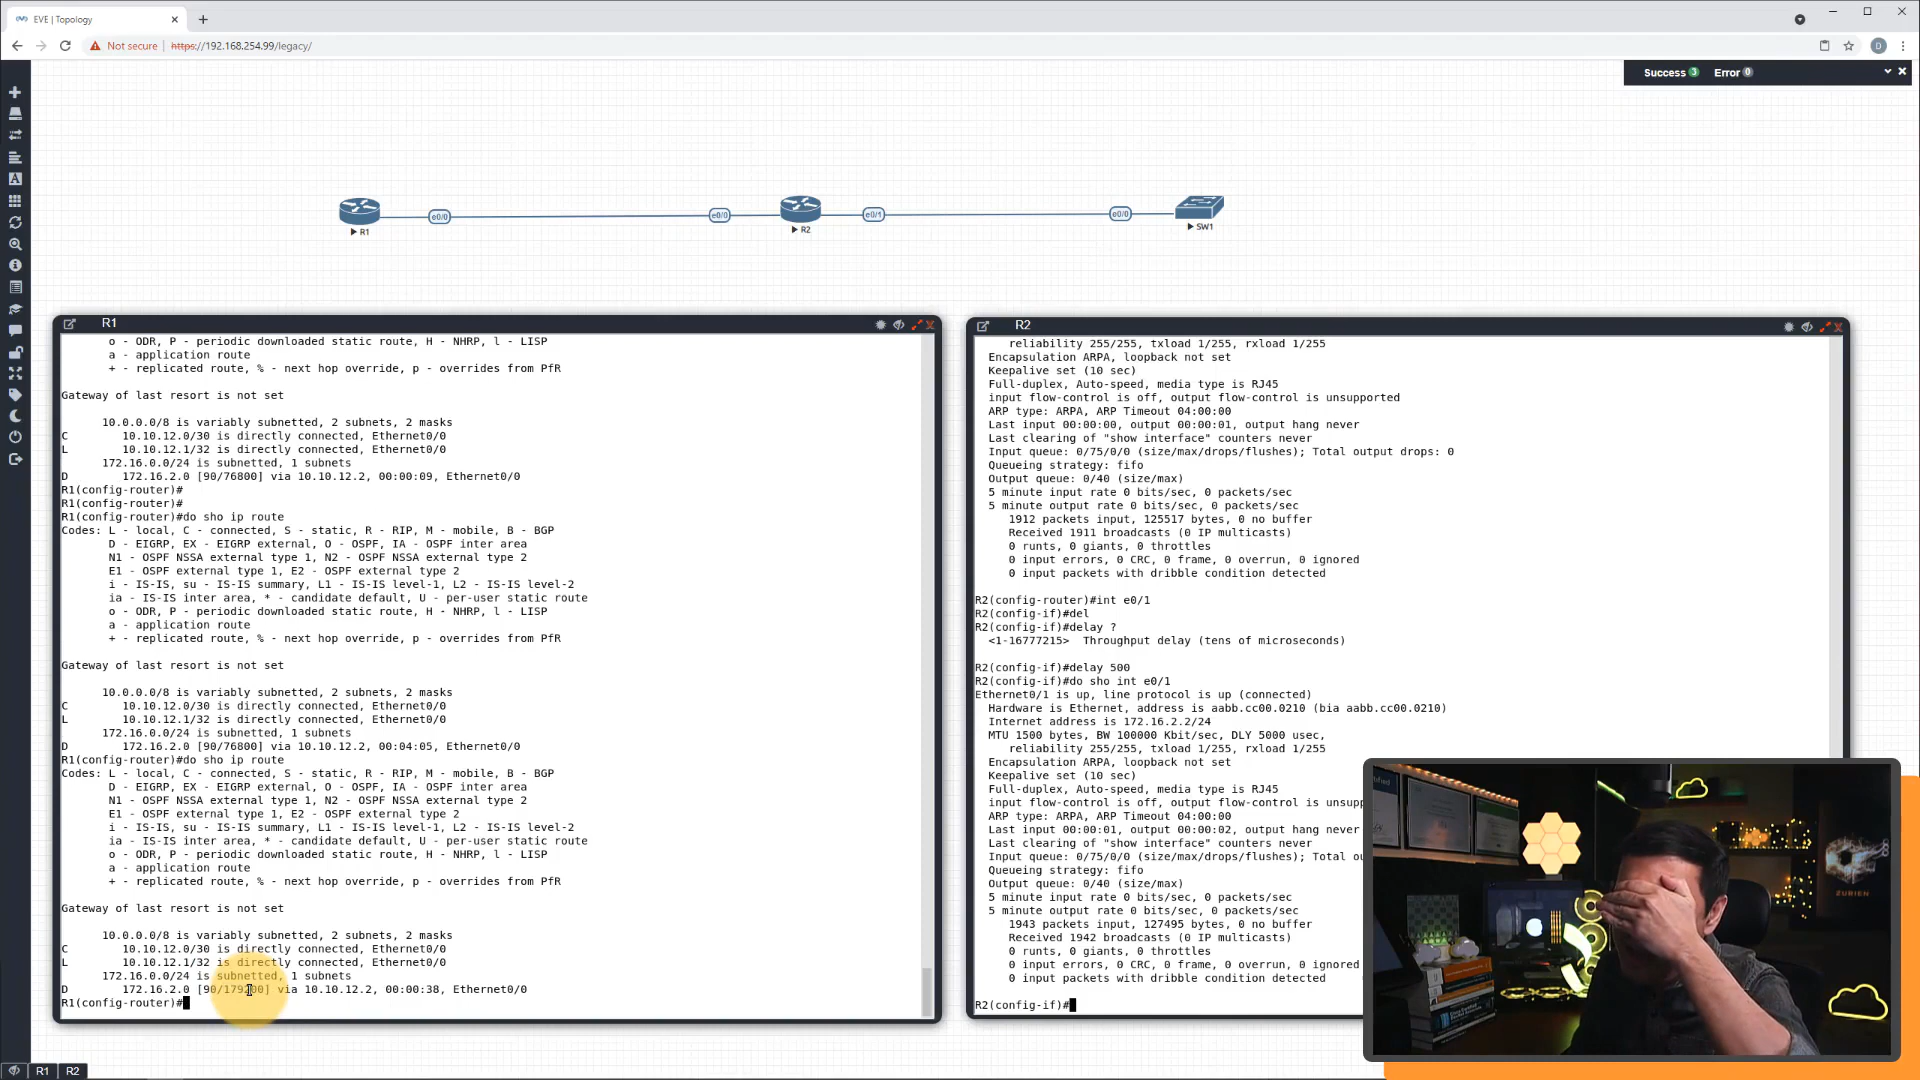 EVE | Topology
Not secure
https://192.168.254.99/legacy/
D
Success 3 Error 0
e0/0
e0/0
e0/1
e0/0
R1
R2
SW1
R1
o - ODR, P - periodic downloaded static route, H - NHRP, l - LISP
a - application route
+ - replicated route, % - next hop override, p - overrides from PfR
Gateway of last resort is not set
10.0.0.0/8 is variably subnetted, 2 subnets, 2 masks
C 10.10.12.0/30 is directly connected, Ethernet0/0
L 10.10.12.1/32 is directly connected, Ethernet0/0
172.16.0.0/24 is subnetted, 1 subnets
D 172.16.2.0 [90/76800] via 10.10.12.2, 00:00:09, Ethernet0/0
R1(config-router)#
R1(config-router)#
R1(config-router)#do sho ip route
Codes: L - local, C - connected, S - static, R - RIP, M - mobile, B - BGP
D - EIGRP, EX - EIGRP external, O - OSPF, IA - OSPF inter area
N1 - OSPF NSSA external type 1, N2 - OSPF NSSA external type 2
E1 - OSPF external type 1, E2 - OSPF external type 2
i - IS-IS, su - IS-IS summary, L1 - IS-IS level-1, L2 - IS-IS level-2
ia - IS-IS inter area, * - candidate default, U - per-user static route
o - ODR, P - periodic downloaded static route, H - NHRP, l - LISP
a - application route
+ - replicated route, % - next hop override, p - overrides from PfR
Gateway of last resort is not set
10.0.0.0/8 is variably subnetted, 2 subnets, 2 masks
C 10.10.12.0/30 is directly connected, Ethernet0/0
L 10.10.12.1/32 is directly connected, Ethernet0/0
172.16.0.0/24 is subnetted, 1 subnets
D 172.16.2.0 [90/76800] via 10.10.12.2, 00:04:05, Ethernet0/0
R1(config-router)#do sho ip route
Codes: L - local, C - connected, S - static, R - RIP, M - mobile, B - BGP
D - EIGRP, EX - EIGRP external, O - OSPF, IA - OSPF inter area
N1 - OSPF NSSA external type 1, N2 - OSPF NSSA external type 2
E1 - OSPF external type 1, E2 - OSPF external type 2
i - IS-IS, su - IS-IS summary, L1 - IS-IS level-1, L2 - IS-IS level-2
ia - IS-IS inter area, * - candidate default, U - per-user static route
o - ODR, P - periodic downloaded static route, H - NHRP, l - LISP
a - application route
+ - replicated route, % - next hop override, p - overrides from PfR
Gateway of last resort is not set
10.0.0.0/8 is variably subnetted, 2 subnets, 2 masks
C 10.10.12.0/30 is directly connected, Ethernet0/0
L 10.10.12.1/32 is directly connected, Ethernet0/0
172.16.0.0/24 is subnetted, 1 subnets
D 172.16.2.0 [90/179200] via 10.10.12.2, 00:00:38, Ethernet0/0
R1(config-router)#
R2
reliability 255/255, txload 1/255, rxload 1/255
Encapsulation ARPA, loopback not set
Keepalive set (10 sec)
Full-duplex, Auto-speed, media type is RJ45
input flow-control is off, output flow-control is unsupported
ARP type: ARPA, ARP Timeout 04:00:00
Last input 00:00:00, output 00:00:01, output hang never
Last clearing of "show interface" counters never
Input queue: 0/75/0/0 (size/max/drops/flushes); Total output drops: 0
Queueing strategy: fifo
Output queue: 0/40 (size/max)
5 minute input rate 0 bits/sec, 0 packets/sec
5 minute output rate 0 bits/sec, 0 packets/sec
1912 packets input, 125517 bytes, 0 no buffer
Received 1911 broadcasts (0 IP multicasts)
0 runts, 0 giants, 0 throttles
0 input errors, 0 CRC, 0 frame, 0 overrun, 0 ignored
0 input packets with dribble condition detected
R2(config-router)#int e0/1
R2(config-if)#del
R2(config-if)#delay ?
<1-16777215> Throughput delay (tens of microseconds)
R2(config-if)#delay 500
R2(config-if)#do sho int e0/1
Ethernet0/1 is up, line protocol is up (connected)
Hardware is Ethernet, address is aabb.cc00.0210 (bia aabb.cc00.0210)
Internet address is 172.16.2.2/24
MTU 1500 bytes, BW 100000 Kbit/sec, DLY 5000 usec,
reliability 255/255, txload 1/255, rxload 1/255
Encapsulation ARPA, loopback not set
Keepalive set (10 sec)
Full-duplex, Auto-speed, media type is RJ45
input flow-control is off, output flow-control is unsupp
ARP type: ARPA, ARP Timeout 04:00:00
Last input 00:00:01, output 00:00:02, output hang never
Last clearing of "show interface" counters never
Input queue: 0/75/0/0 (size/max/drops/flushes); Total ou
Queueing strategy: fifo
Output queue: 0/40 (size/max)
5 minute input rate 0 bits/sec, 0 packets/sec
5 minute output rate 0 bits/sec, 0 packets/sec
1943 packets input, 127495 bytes, 0 no buffer
Received 1942 broadcasts (0 IP multicasts)
0 runts, 0 giants, 0 throttles
0 input errors, 0 CRC, 0 frame, 0 overrun, 0 ignored
0 input packets with dribble condition detected
R2(config-if)#
ZURIEN
R1
R2